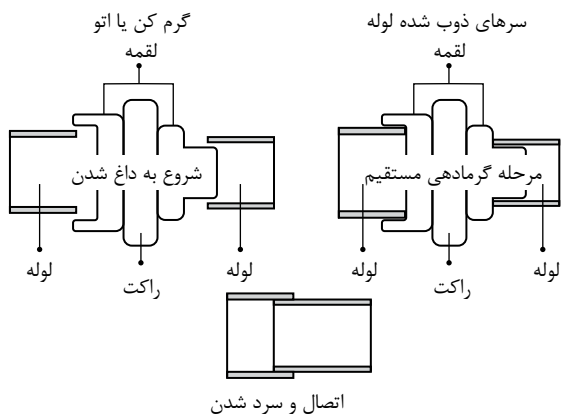 سرهای ذوب شده لوله
لقمه
مرحله گرمادهی مستقیم
لوله
راکت
لوله
گرم کن یا اتو
لقمه
شروع به داغ شدن
لوله
راکت
لوله
اتصال و سرد شدن